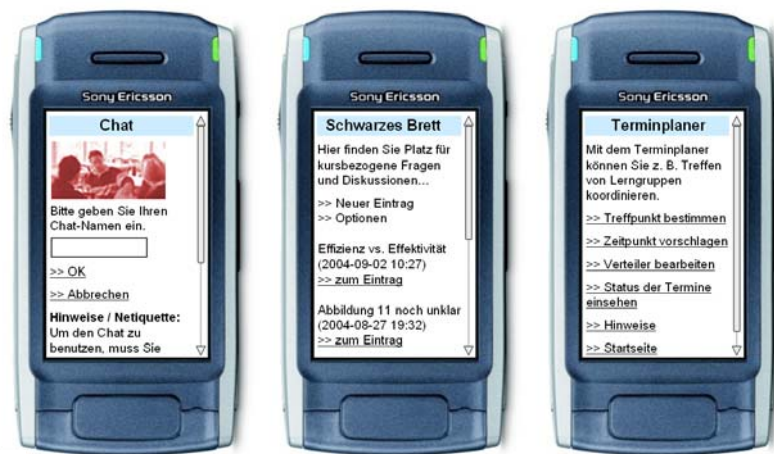 Sony Ericsson
Chat
Bitte geben Sie Ihren
Chat-Namen ein.
>> OK
>> Abbrechen
Hinweise / Netiquette:
Um den Chat zu
benutzen, muss Sie
Sony Ericsson
Schwarzes Brett
Hier finden Sie Platz für
kursbezogene Fragen
und Diskussionen...
>> Neuer Eintrag
>> Optionen
Effizienz vs. Effektivität
(2004-09-02 10:27)
>> zum Eintrag
Abbildung 11 noch unklar
(2004-08-27 19:32)
>> zum Eintrag
Sony Ericsson
Terminplaner
Mit dem Terminplaner
können Sie z. B. Treffen
von Lerngruppen
koordinieren.
>> Treffpunkt bestimmen
>> Zeitpunkt vorschlagen
>> Verteiler bearbeiten
>> Status der Termine
einsehen
>> Hinweise
>> Startseite